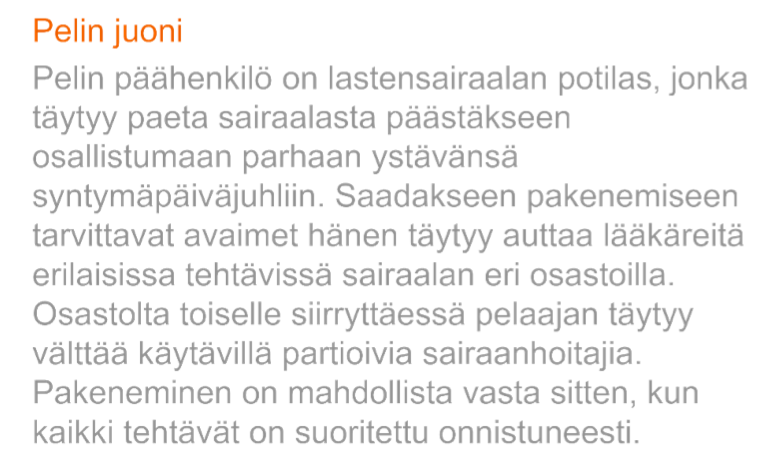 Pelin juoni
Pelin päähenkilö on lastensairaalan potilas, jonka
täytyy paeta sairaalasta päästäkseen
osallistumaan parhaan ystävänsä
syntymäpäiväjuhliin. Saadakseen pakenemiseen
tarvittavat avaimet hänen täytyy auttaa lääkäreitä
erilaisissa tehtävissä sairaalan eri osastoilla.
Osastolta toiselle siirryttäessä pelaajan täytyy
välttää käytävillä partioivia sairaanhoitajia.
Pakeneminen on mahdollista vasta sitten, kun
kaikki tehtävät on suoritettu onnistuneesti.